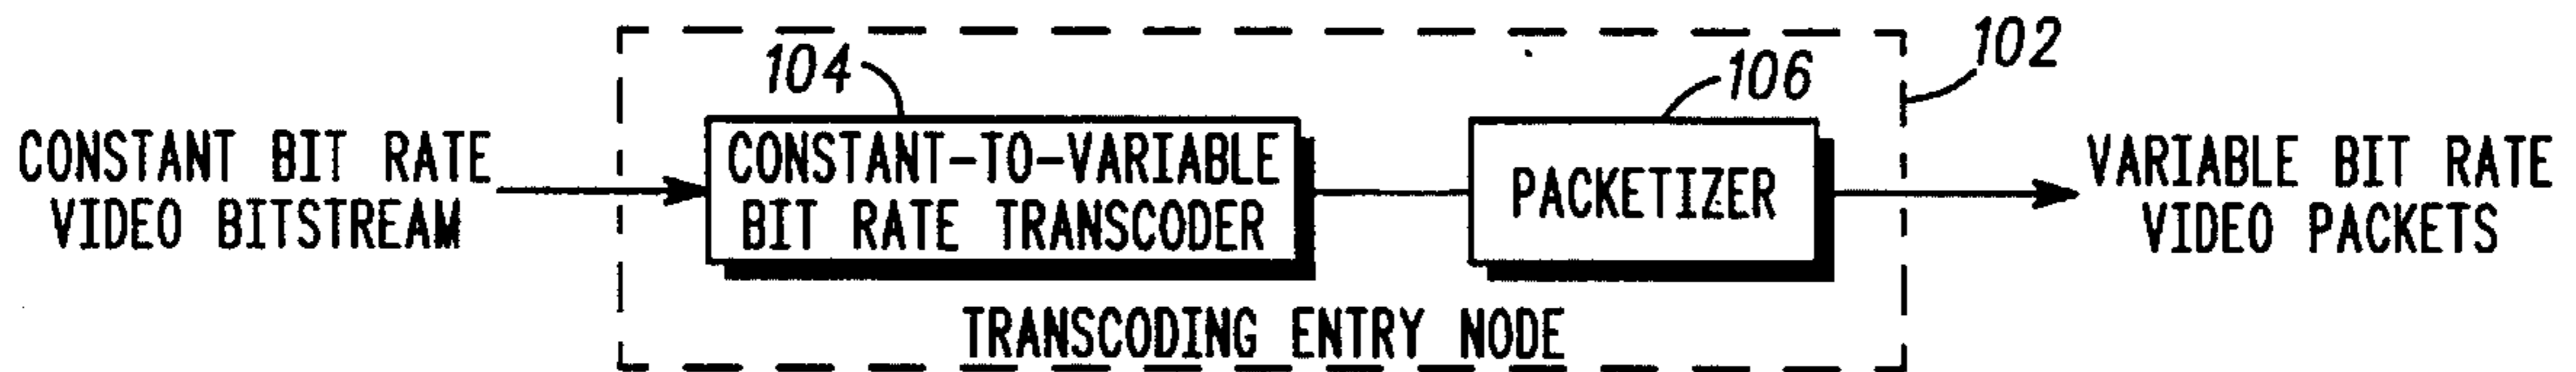 104
106
102
CONSTANT BIT RATE
VIDEO BITSTREAM
CONSTANT-TO-VARIABLE
BIT RATE TRANSCODER
PACKETIZER
VARIABLE BIT RATE
VIDEO PACKETS
TRANSCODING ENTRY NODE